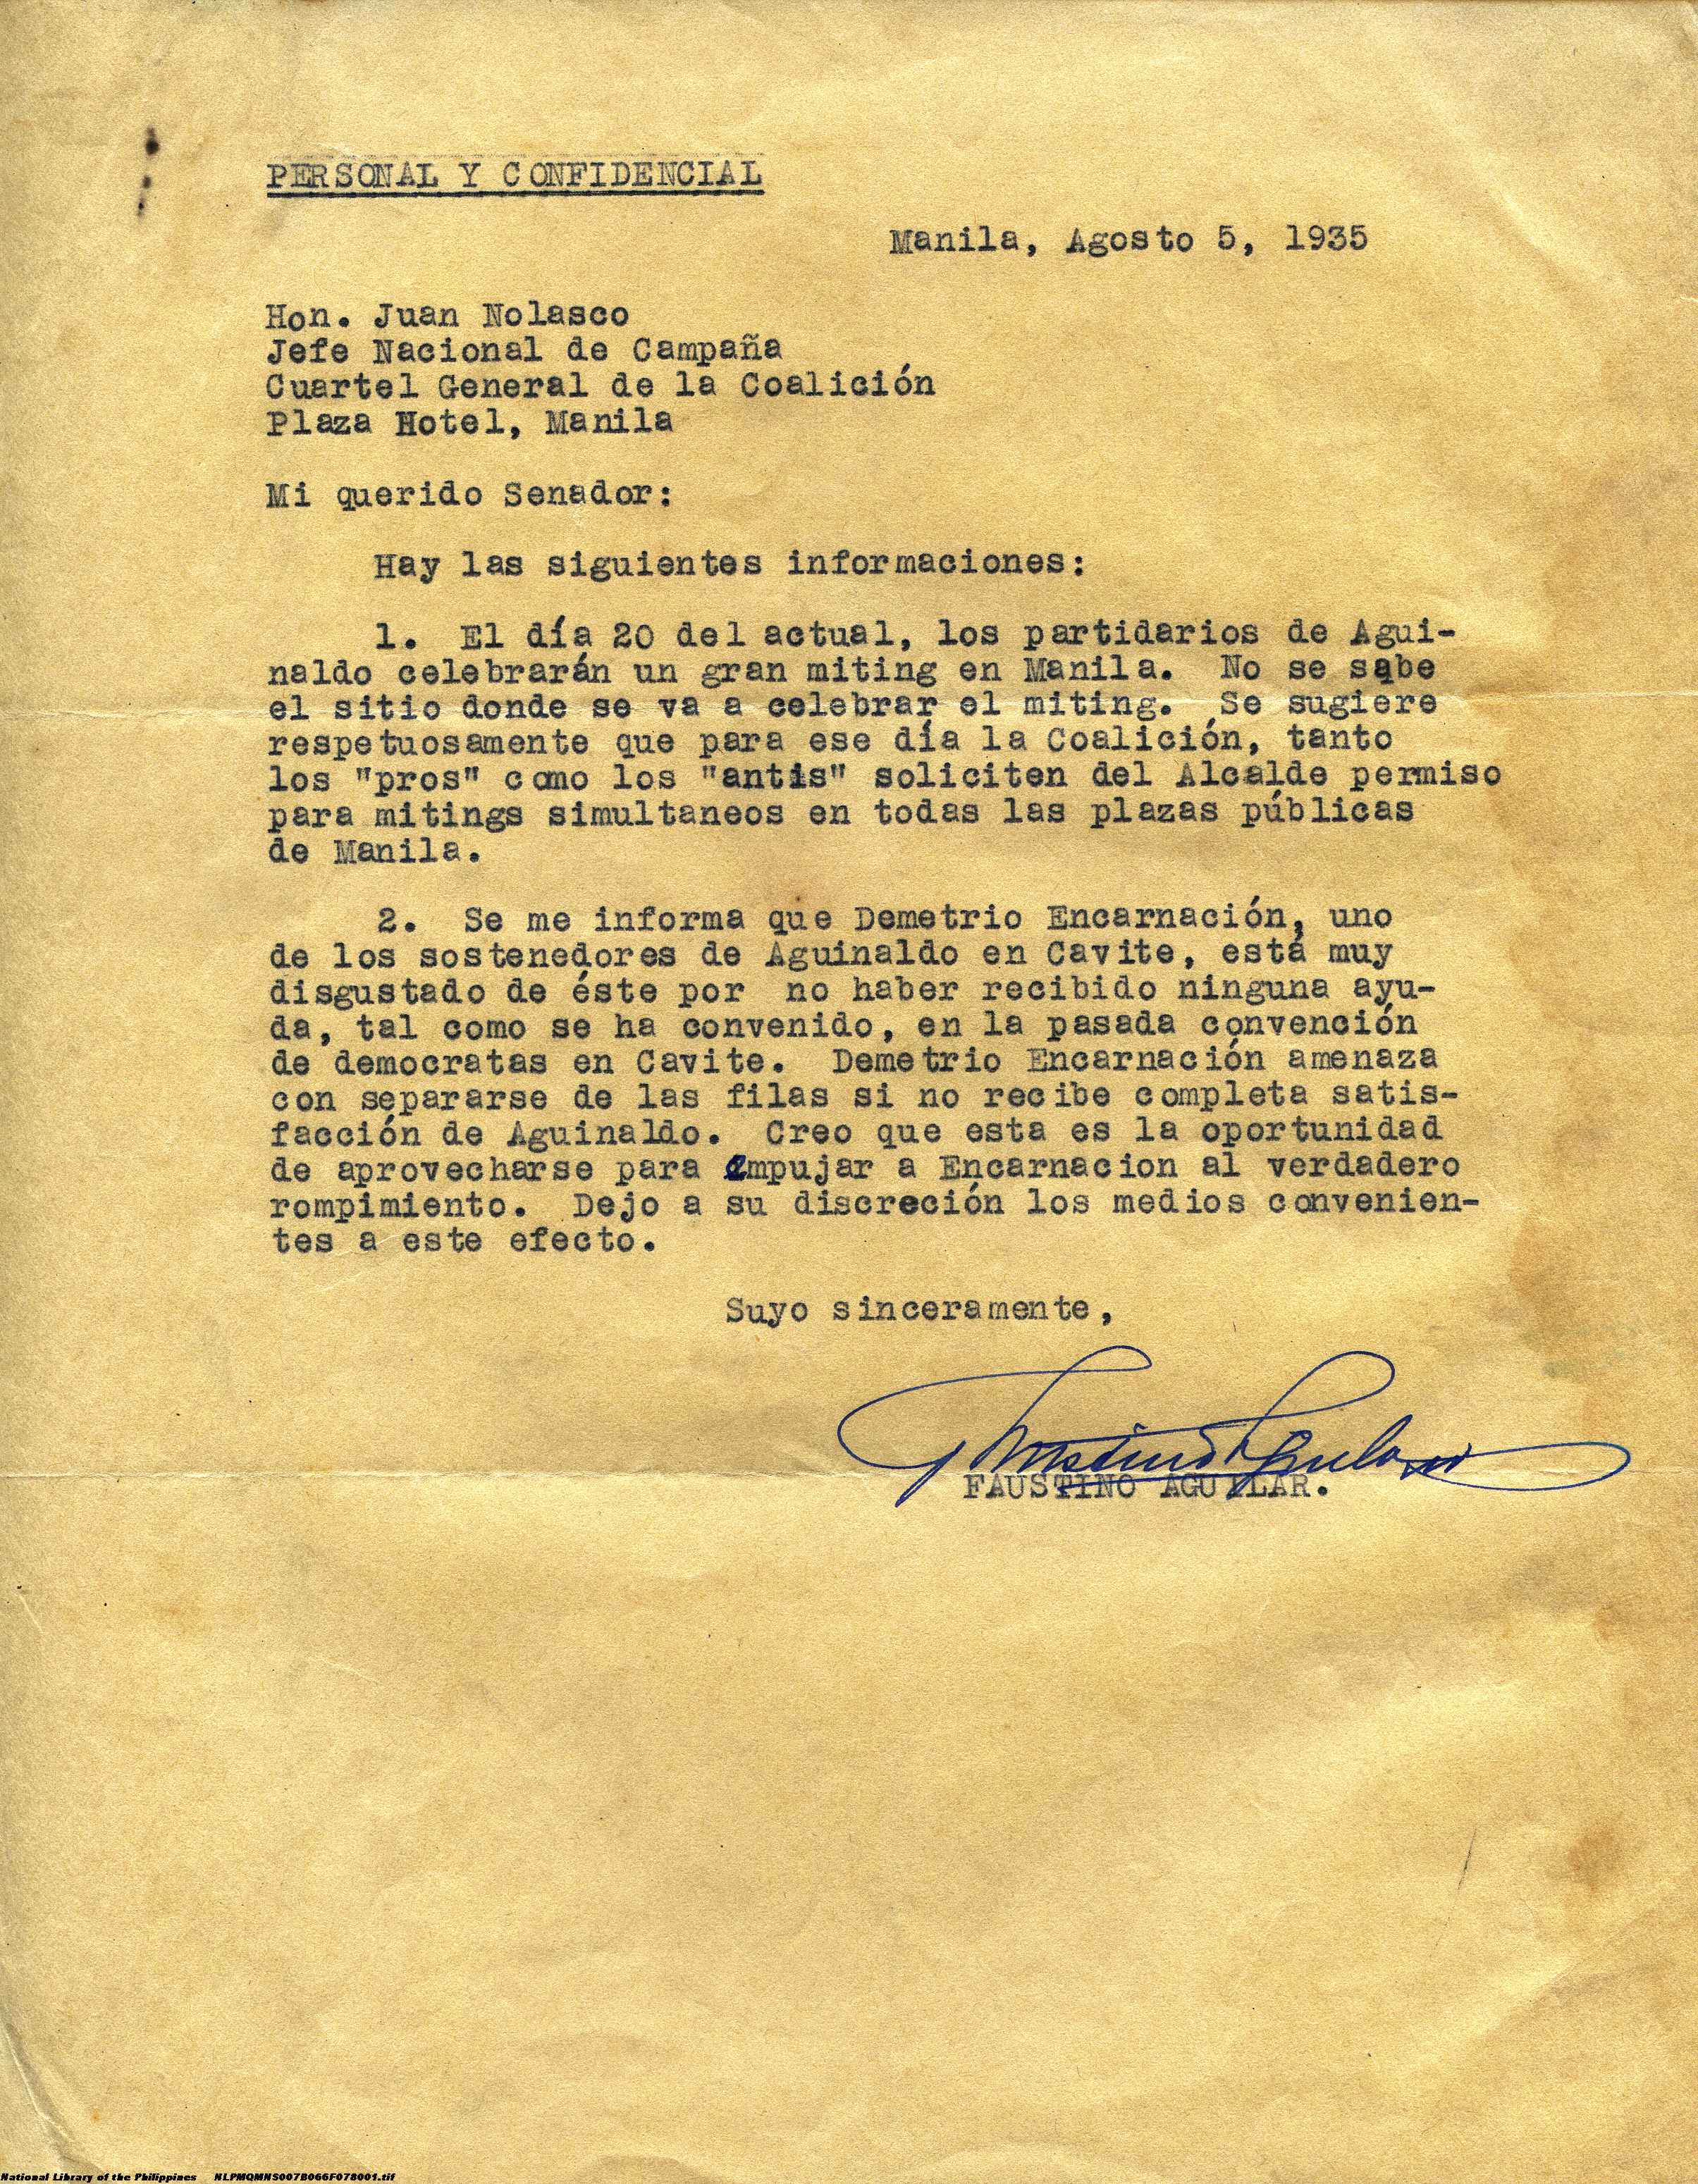 PERSONAL Y CONFIDENCIAL
Manila, Agosto 5, 1935
Hon. Juan Nolasco
Jefe Nacional de Campaña
Cuartel General de la Coalición
Plaza Hotel, Manila
Mi querido Senador:
Hay las siguientes informaciones:
1. El día 20 del actual, los partidarios de Agui-
naldo celebrarán un gran miting en Manila. No se sabe
el sitio donde se va a celebrar el miting. Se sugiere
respetuosamente que para ese día la Coalición, tanto
los "pros" como los "antis" soliciten del Alcalde permiso
para mitings simultaneos en todas las plazas públicas
de Manila.
2. Se me informa que Demetrio Encarnación, uno
de los sostenedores de Aguinaldo en Cavite, está muy
disgustado de éste por no haber recibido ninguna ayu-
da, tal como se ha convenido, en la pasada convención
de democratas en Cavite. Demetrio Encarnación amenaza
con separarse de las filas si no recibe completa satis-
facción de Aguinaldo. Creo que esta es la oportunidad
de aprovecharse para empujar a Encarnacion al verdadero
rompimiento. Dejo a su discreción los medios convenien-
tes a este efecto.
Suyo sinceramente,
Faustino Aguilar
FAUSTINO AGUILAR.
National Library of the Philippines NLPMQMNS007B066F078001.tif